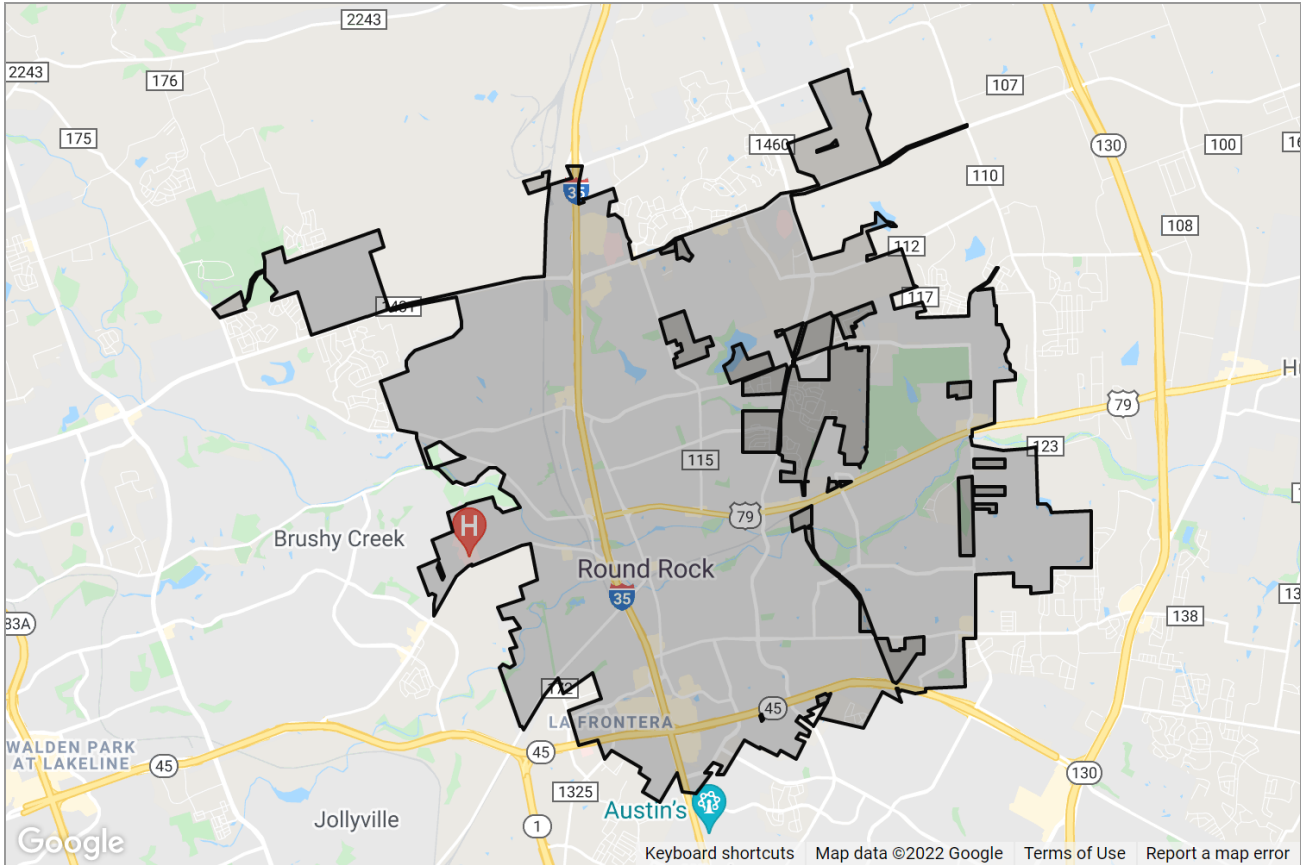 2243
2243
176
107
175
1460
130
100
35
110
108
112
1431
117
79
123
115
79
H
Brushy Creek
Round Rock
35
138
83A
172
45
LA FRONTERA
WALDEN PARK
AT LAKELINE
45
45
130
1325
Austin's
Jollyville
1
Google
Keyboard shortcuts
Map data ©2022 Google
Terms of Use
Report a map error